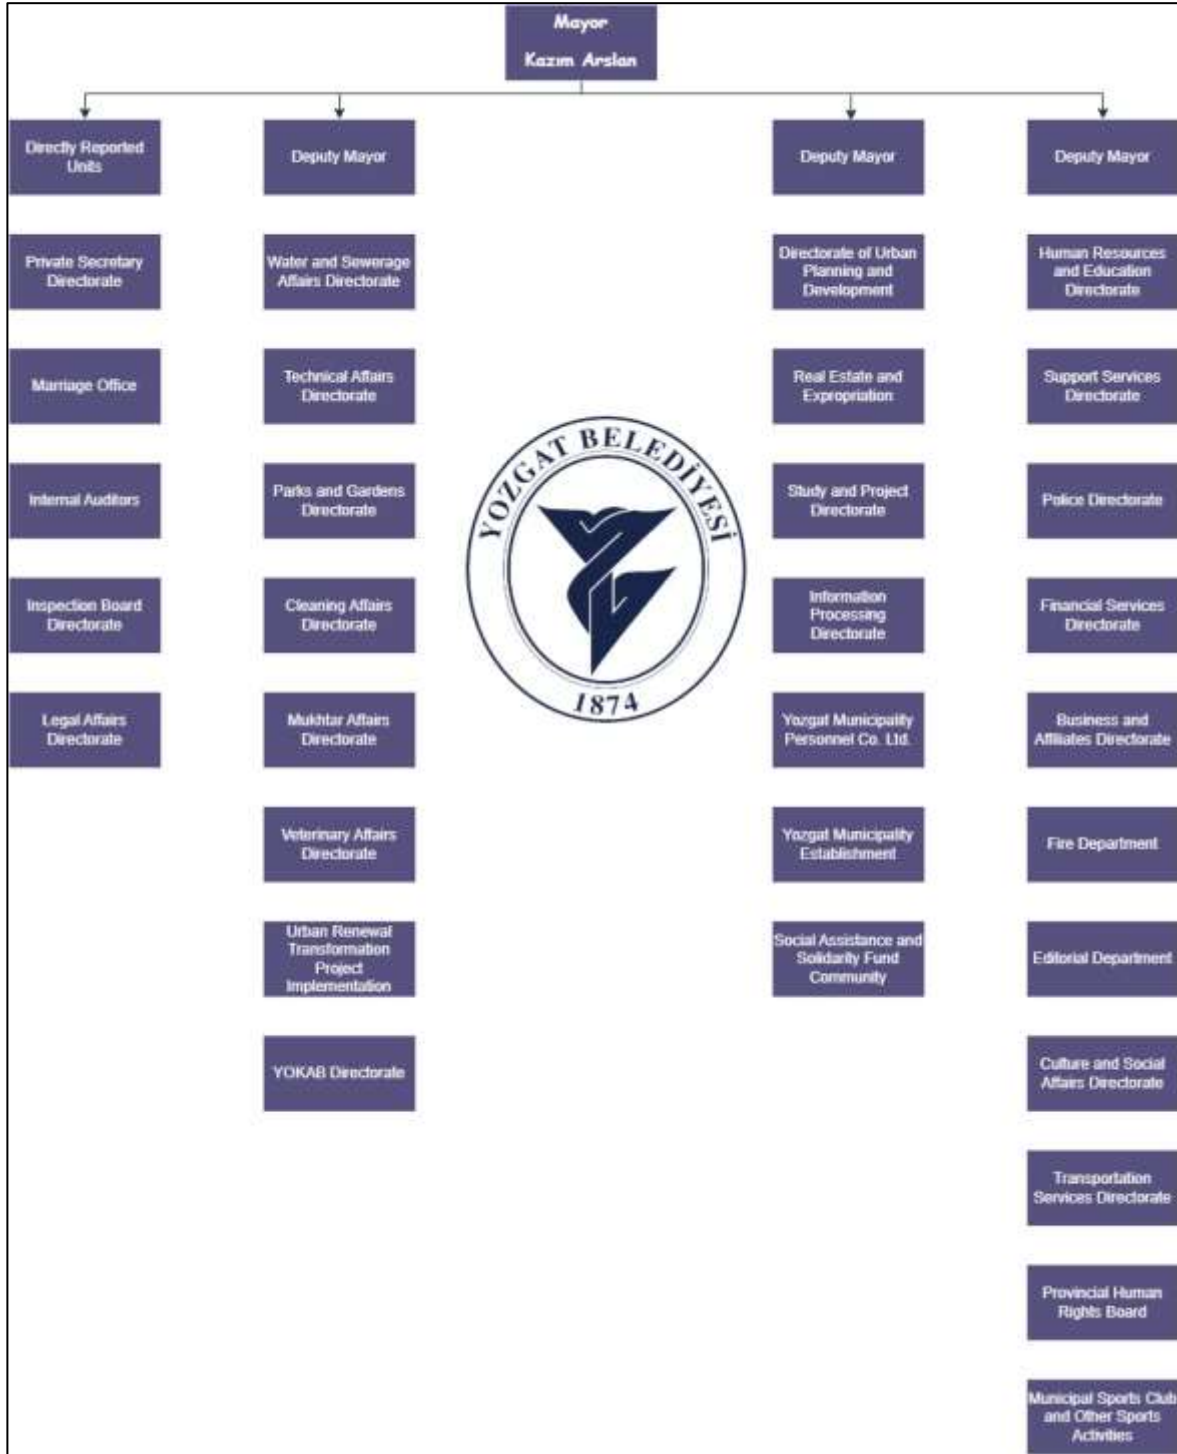 Mayor
Kazım Arslan
Directly Reported
Units
Private Secretary
Directorate
Marriage Office
Internal Auditors
Inspection Board
Directorate
Legal Affairs
Directorate
Deputy Mayor
Water and Sewerage
Affairs Directorate
Technical Affairs
Directorate
Parks and Gardens
Directorate
Cleaning Affairs
Directorate
Mukhtar Affairs
Directorate
Veterinary Affairs
Directorate
Urban Renewal
Transformation
Project
Implementation
YOKAB Directorate
YOZGAT BELEDİYESİ
1874
Deputy Mayor
Directorate of Urban
Planning and
Development
Real Estate and
Expropriation
Study and Project
Directorate
Information
Processing
Directorate
Yozgat Municipality
Personnel Co. Ltd.
Yozgat Municipality
Establishment
Social Assistance and
Solidarity Fund
Community
Deputy Mayor
Human Resources
and Education
Directorate
Support Services
Directorate
Police Directorate
Financial Services
Directorate
Business and
Affiliates Directorate
Fire Department
Editorial Department
Culture and Social
Affairs Directorate
Transportation
Services Directorate
Provincial Human
Rights Board
Municipal Sports Club
and Other Sports
Activities